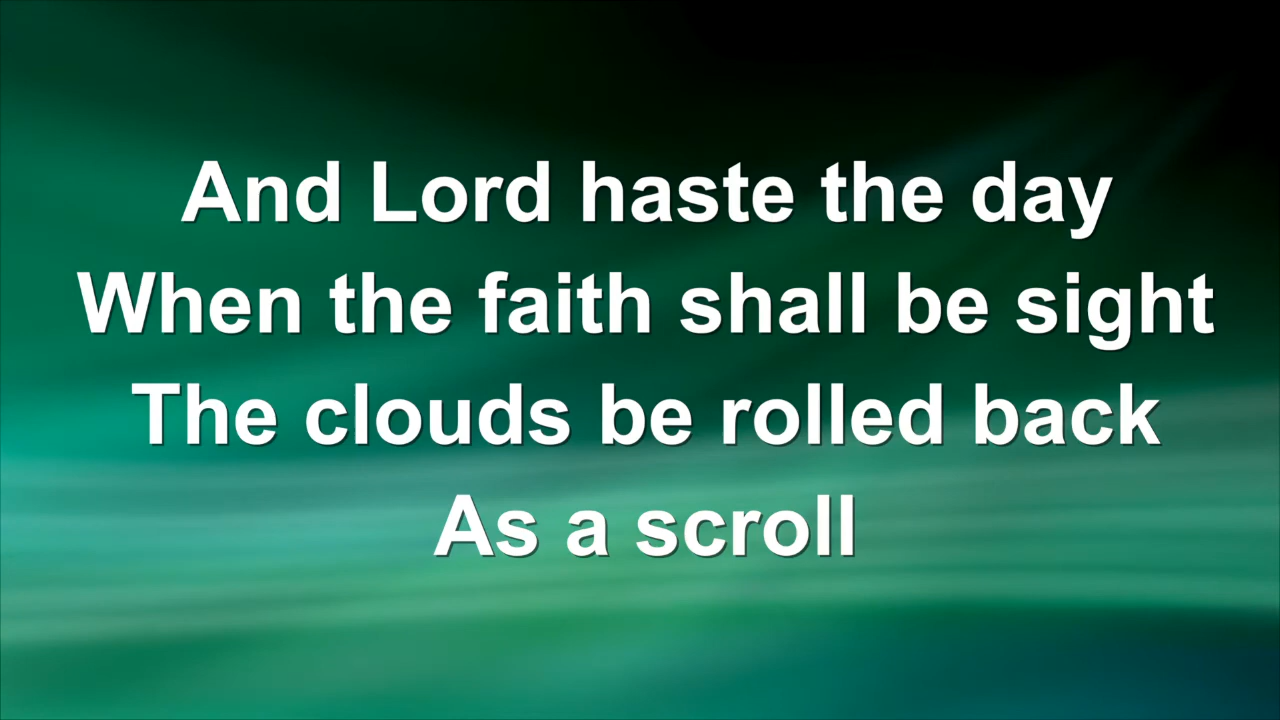 And Lord haste the day
When the faith shall be sight
The clouds be rolled back
As a scroll